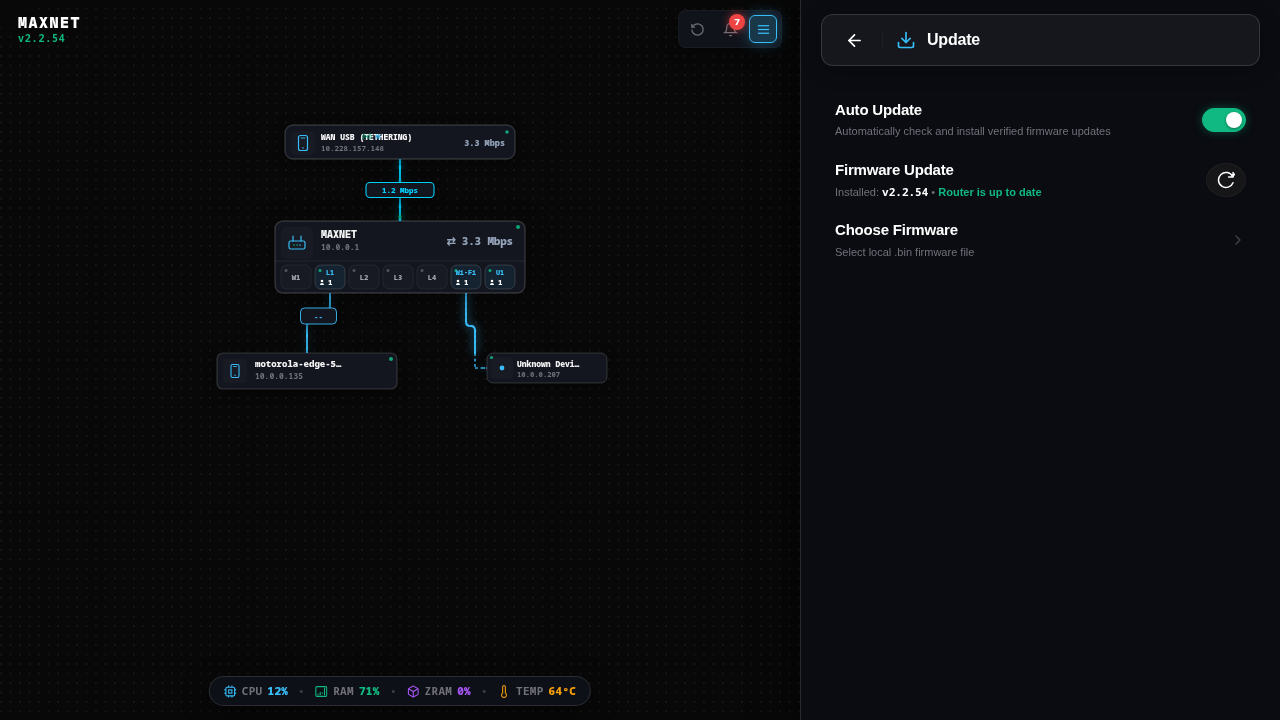 MAXNET
v2.2.54
7
WAN USB (TETHERING)
10.228.157.148
3.3 Mbps
1.2 Mbps
MAXNET
10.0.0.1
⇄ 3.3 Mbps
W1
L1
1
L2
L3
L4
Wi-Fi
1
U1
1
--
motorola-edge-5…
10.0.0.135
Unknown Devi…
10.0.0.207
CPU 12% • RAM 71% • ZRAM 0% • TEMP 64°C
Update
Auto Update
Automatically check and install verified firmware updates
Firmware Update
Installed: v2.2.54 • Router is up to date
Choose Firmware
Select local .bin firmware file